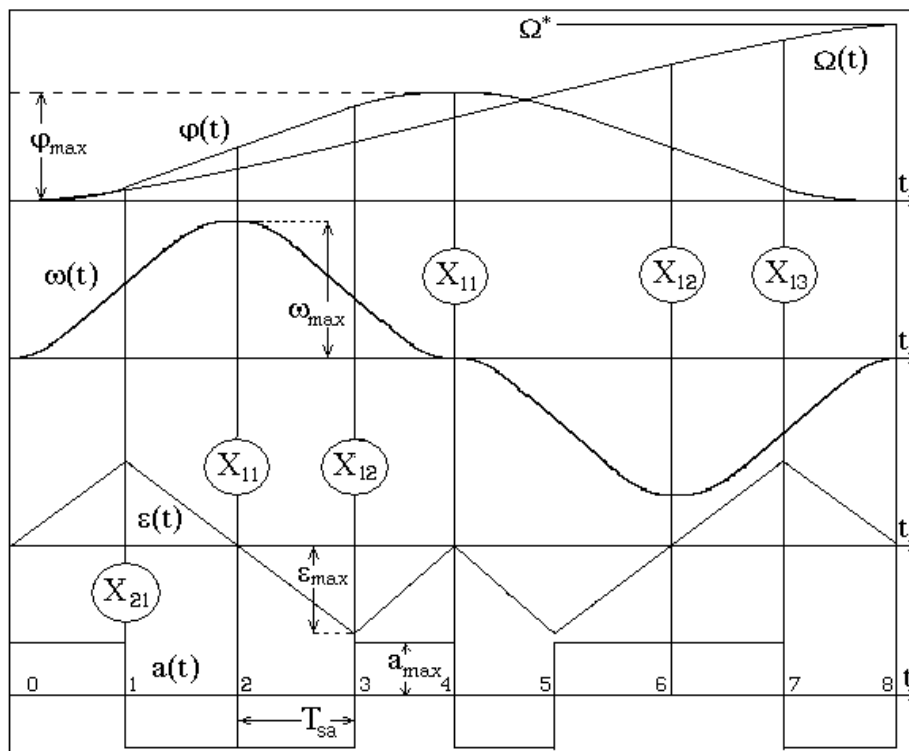 Ω*
Ω(t)
φ(t)
φmax
t
ω(t)
X11
X12
X13
ωmax
t
X11
X12
ε(t)
εmax
t
X21
a(t)
amax
0 1 2 3 4 5 6 7 8 t
Tsa